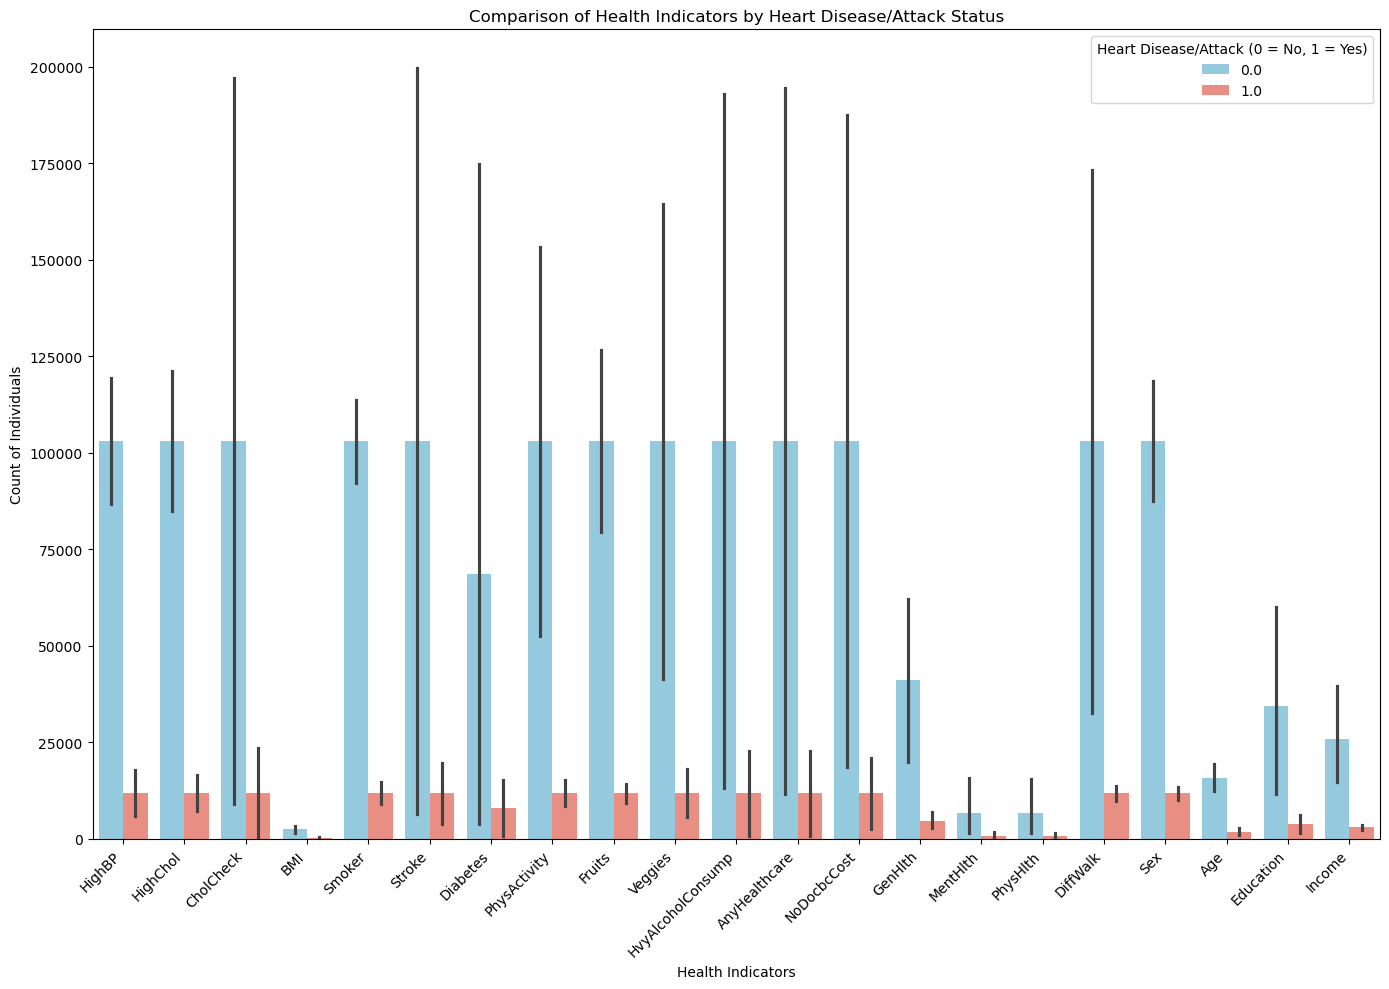 Comparison of Health Indicators by Heart Disease/Attack Status
Heart Disease/Attack (0 = No, 1 = Yes)
0.0
1.0
Count of Individuals
200000
175000
150000
125000
100000
75000
50000
25000
0
HighBP
HighChol
CholCheck
BMI
Smoker
Stroke
Diabetes
PhysActivity
Fruits
Veggies
HvyAlcoholConsump
AnyHealthcare
NoDocbcCost
GenHlth
MentHlth
PhysHlth
DiffWalk
Sex
Age
Education
Income
Health Indicators